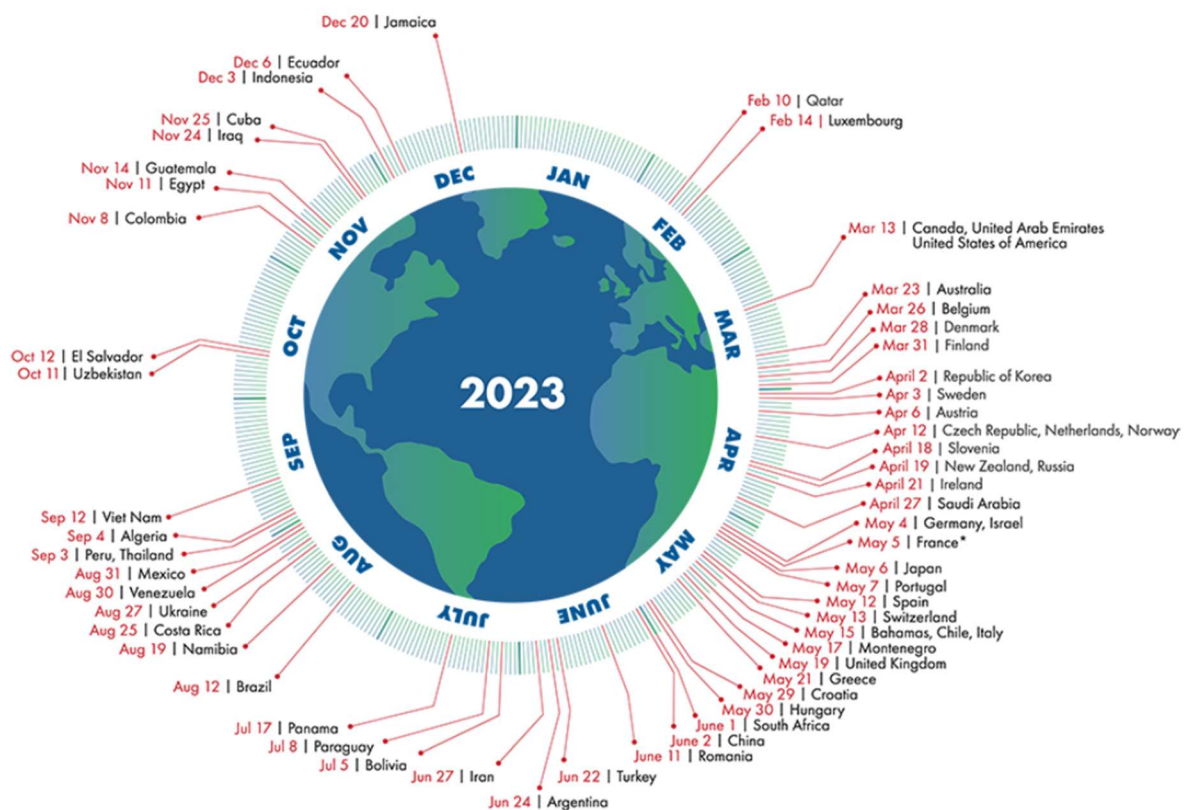 Dec 20 | Jamaica
Dec 6 | Ecuador
Dec 3 | Indonesia
Nov 25 | Cuba
Nov 24 | Iraq
Nov 14 | Guatemala
Nov 11 | Egypt
Nov 8 | Colombia
Oct 12 | El Salvador
Oct 11 | Uzbekistan
Sep 12 | Viet Nam
Sep 4 | Algeria
Sep 3 | Peru, Thailand
Aug 31 | Mexico
Aug 30 | Venezuela
Aug 27 | Ukraine
Aug 25 | Costa Rica
Aug 19 | Namibia
Aug 12 | Brazil
Jul 17 | Panama
Jul 8 | Paraguay
Jul 5 | Bolivia
Jun 27 | Iran
Jun 24 | Argentina
Jun 22 | Turkey
Feb 10 | Qatar
Feb 14 | Luxembourg
Mar 13 | Canada, United Arab Emirates
United States of America
Mar 23 | Australia
Mar 26 | Belgium
Mar 28 | Denmark
Mar 31 | Finland
April 2 | Republic of Korea
Apr 3 | Sweden
Apr 6 | Austria
Apr 12 | Czech Republic, Netherlands, Norway
April 18 | Slovenia
April 19 | New Zealand, Russia
April 21 | Ireland
April 27 | Saudi Arabia
May 4 | Germany, Israel
May 5 | France*
May 6 | Japan
May 7 | Portugal
May 12 | Spain
May 13 | Switzerland
May 15 | Bahamas, Chile, Italy
May 17 | Montenegro
May 19 | United Kingdom
May 21 | Greece
May 29 | Croatia
May 30 | Hungary
June 1 | South Africa
June 2 | China
June 11 | Romania
JAN
FEB
MAR
APR
MAY
JUNE
JULY
AUG
SEP
OCT
NOV
DEC
2023